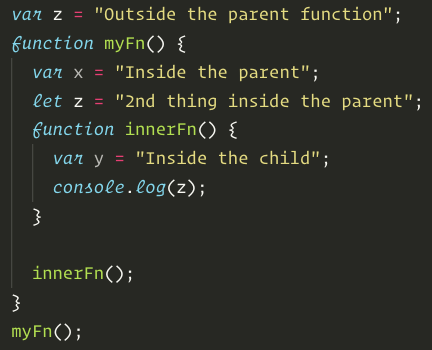 var z = "Outside the parent function";
function myFn() {
  var x = "Inside the parent";
  let z = "2nd thing inside the parent";
  function innerFn() {
    var y = "Inside the child";
    console.log(z);
  }

  innerFn();
}
myFn();